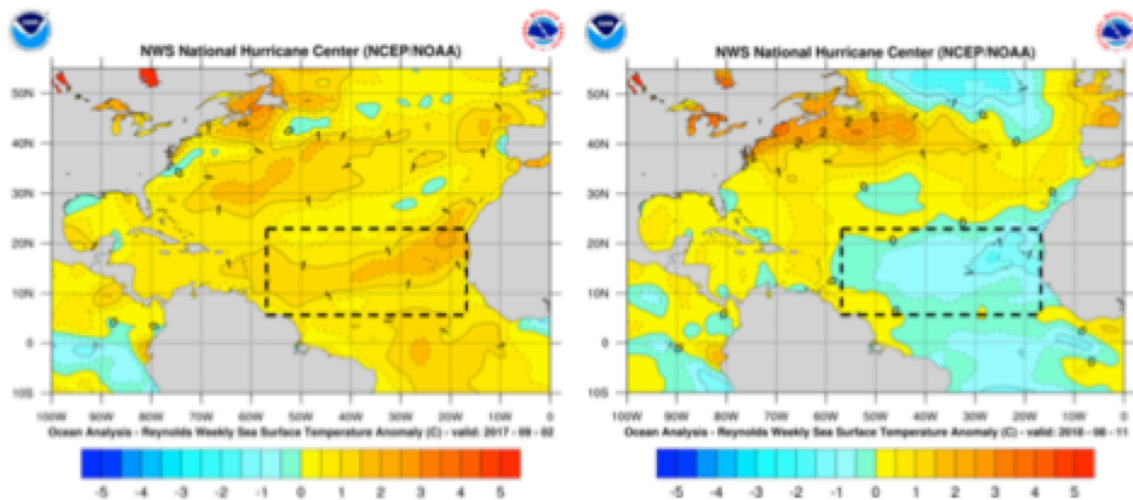 NWS National Hurricane Center (NCEP/NOAA)
50N
40N
30N
20N
10N
0
10S
100W 90W 80W 70W 60W 50W 40W 30W 20W 10W 0
Ocean Analysis - Reynolds Weekly Sea Surface Temperature Anomaly (C) - valid: 2017 - 09 - 02
-5 -4 -3 -2 -1 0 1 2 3 4 5
NWS National Hurricane Center (NCEP/NOAA)
50N
40N
30N
20N
10N
0
10S
100W 90W 80W 70W 60W 50W 40W 30W 20W 10W 0
Ocean Analysis - Reynolds Weekly Sea Surface Temperature Anomaly (C) - valid: 2018 - 08 - 11
-5 -4 -3 -2 -1 0 1 2 3 4 5